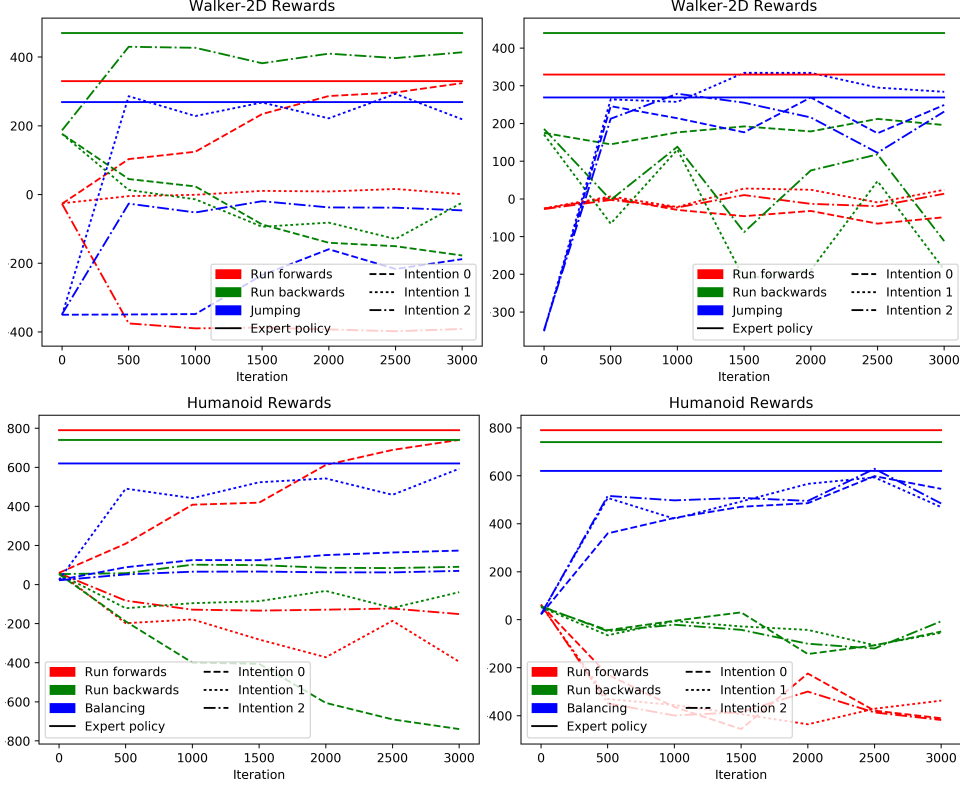 Walker-2D Rewards
400
200
0
-200
-400
Run forwards
Run backwards
Jumping
Expert policy
Intention 0
Intention 1
Intention 2
0 500 1000 1500 2000 2500 3000
Iteration
Walker-2D Rewards
400
300
200
100
0
-100
-200
-300
Run forwards
Run backwards
Jumping
Expert policy
Intention 0
Intention 1
Intention 2
0 500 1000 1500 2000 2500 3000
Iteration
Humanoid Rewards
800
600
400
200
0
-200
-400
-600
-800
Run forwards
Run backwards
Balancing
Expert policy
Intention 0
Intention 1
Intention 2
0 500 1000 1500 2000 2500 3000
Iteration
Humanoid Rewards
800
600
400
200
0
-200
-400
Run forwards
Run backwards
Balancing
Expert policy
Intention 0
Intention 1
Intention 2
0 500 1000 1500 2000 2500 3000
Iteration